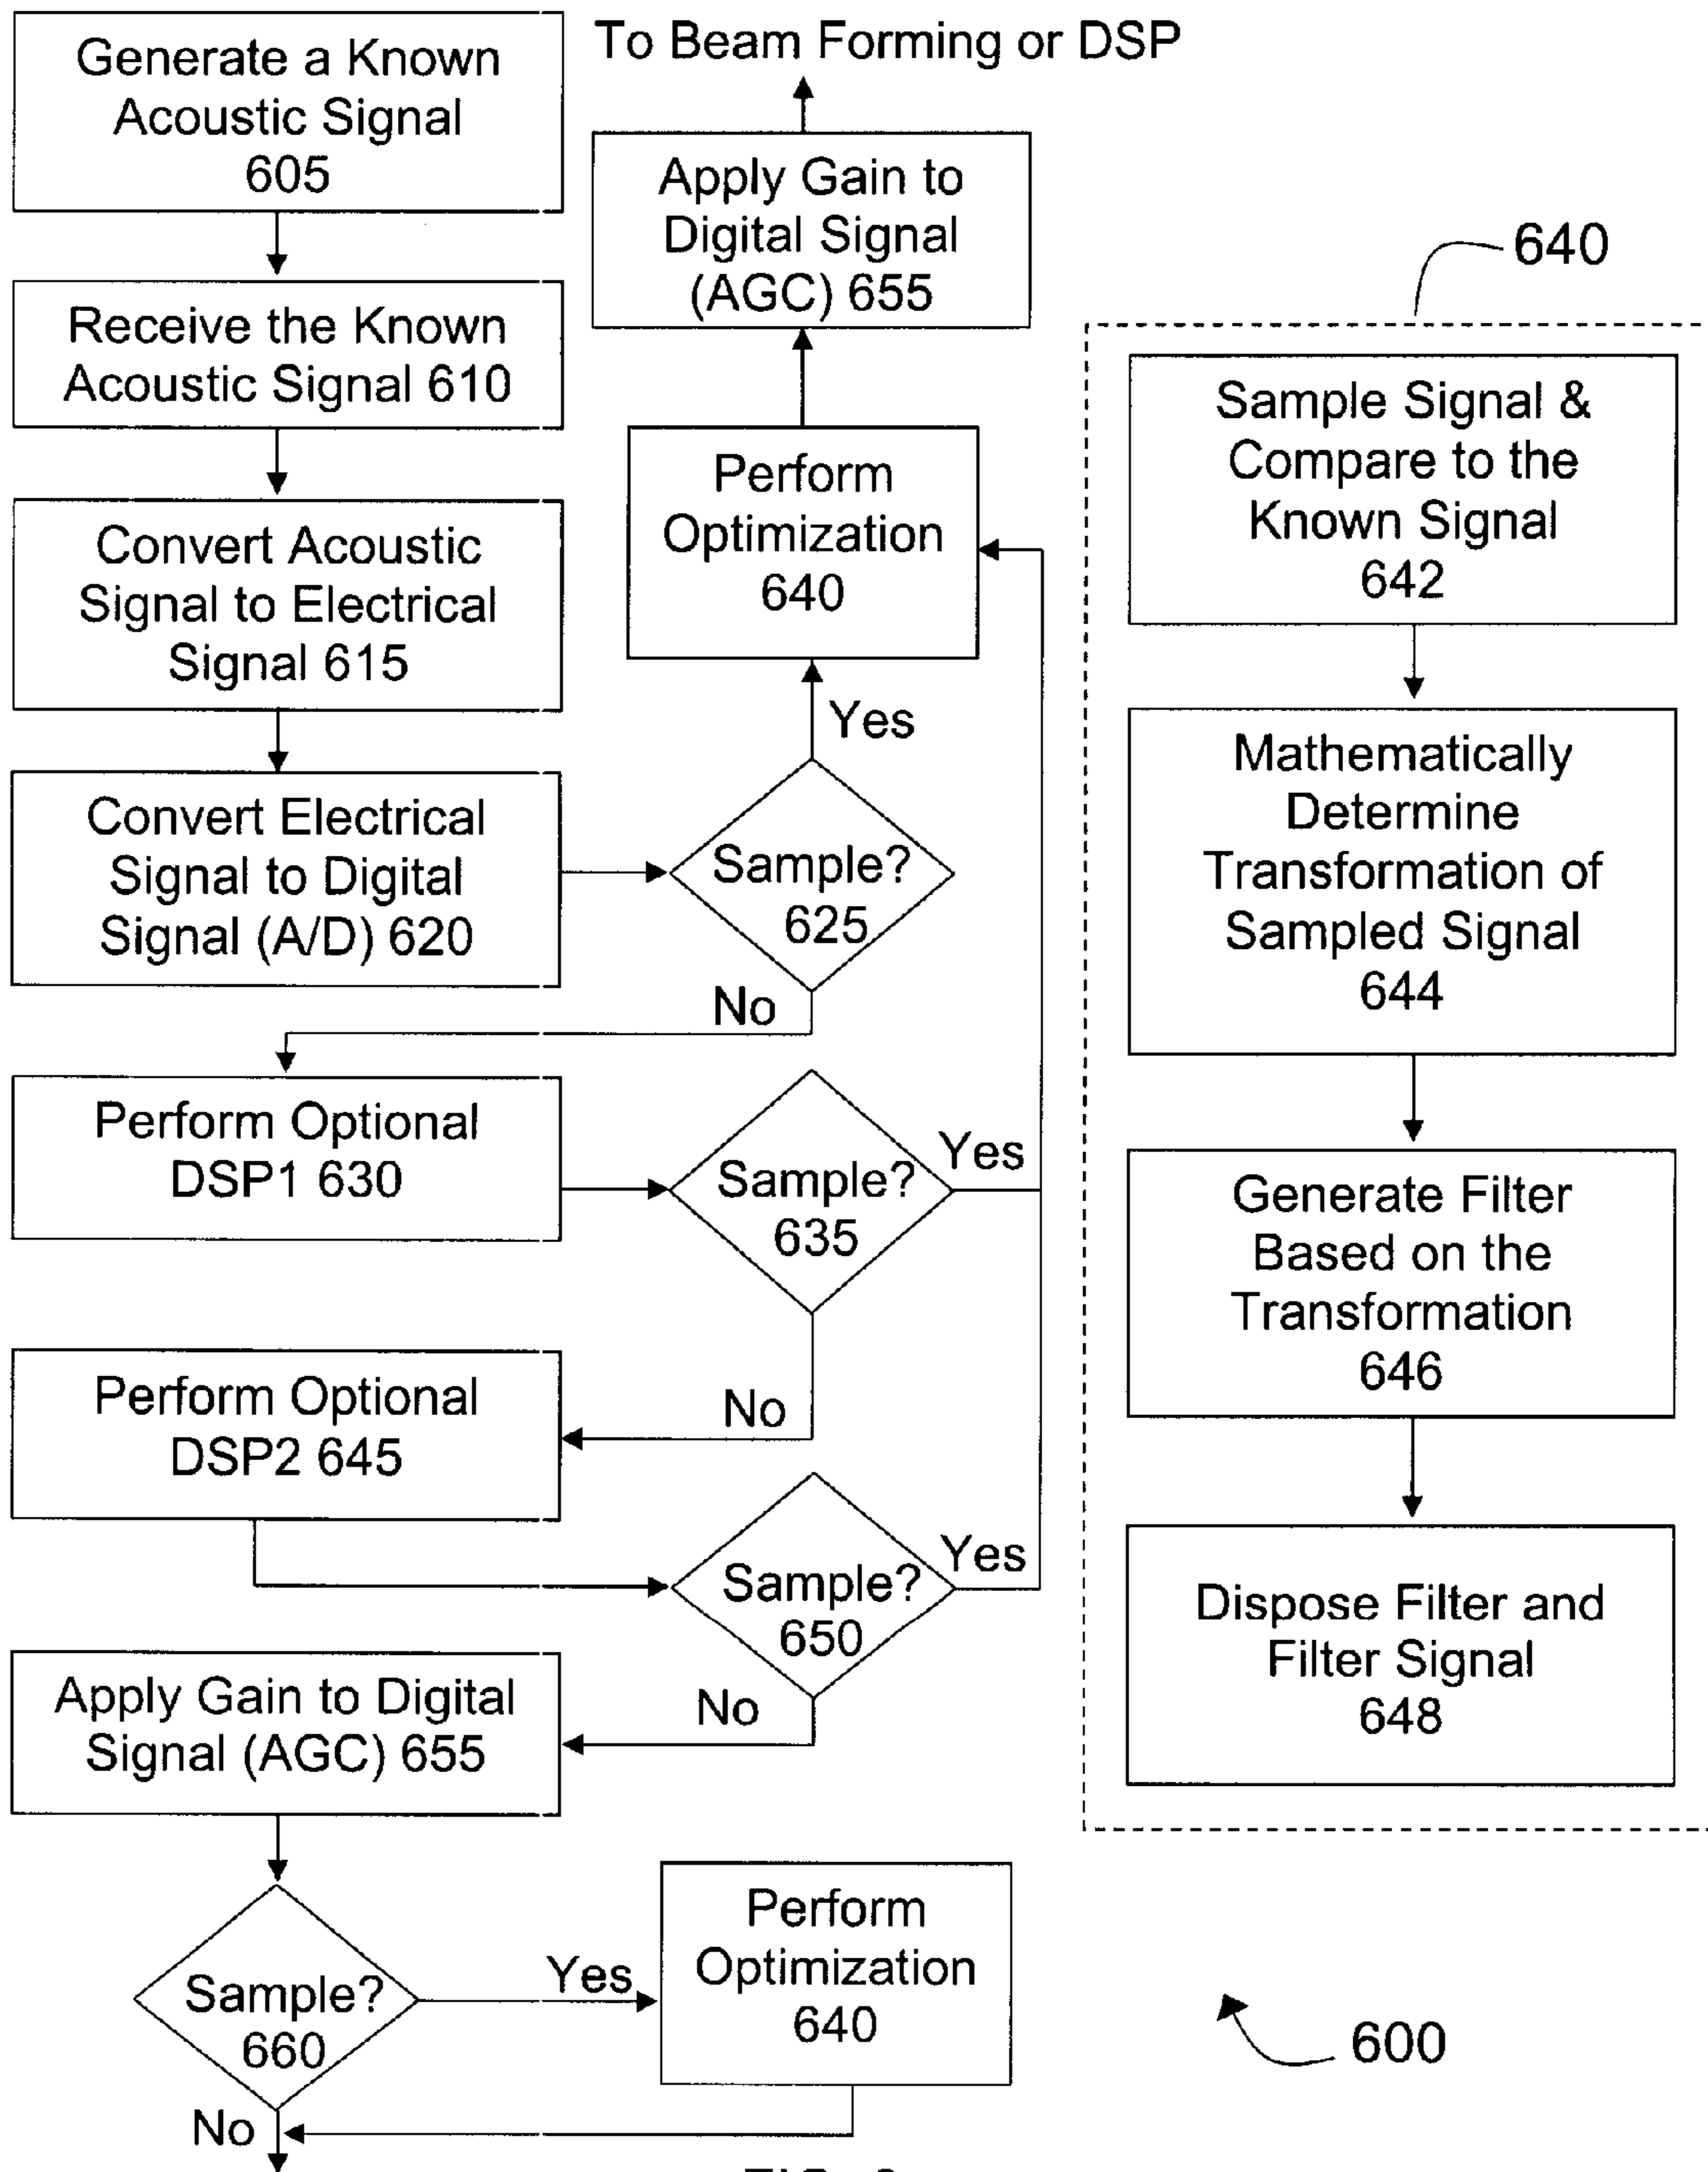 Generate a Known
Acoustic Signal
605
To Beam Forming or DSP
Apply Gain to
Digital Signal
(AGC) 655
Receive the Known
Acoustic Signal 610
Convert Acoustic
Signal to Electrical
Signal 615
Perform
Optimization
640
Yes
Convert Electrical
Signal to Digital
Signal (A/D) 620
Sample?
625
No
Perform Optional
DSP1 630
Sample?
635
Yes
No
Perform Optional
DSP2 645
Sample?
650
Yes
No
Apply Gain to Digital
Signal (AGC) 655
Sample?
660
Yes
Perform
Optimization
640
No
640
Sample Signal &
Compare to the
Known Signal
642
Mathematically
Determine
Transformation of
Sampled Signal
644
Generate Filter
Based on the
Transformation
646
Dispose Filter and
Filter Signal
648
600